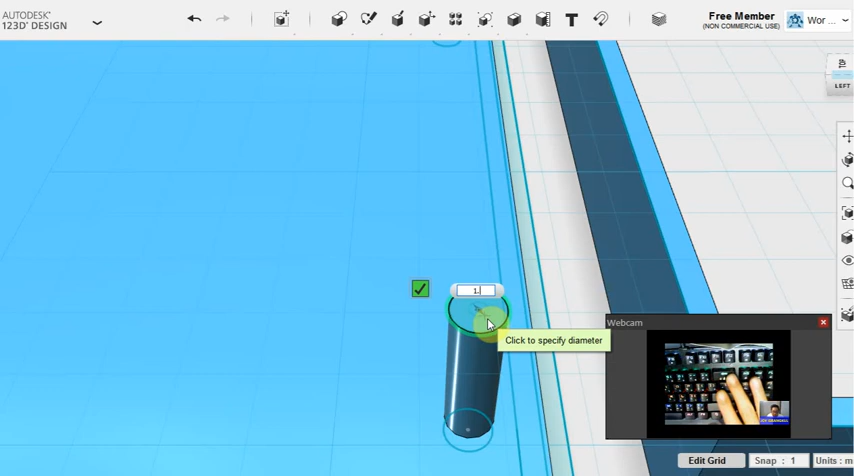 AUTODESK®
123D® DESIGN
T
Free Member
(NON COMMERCIAL USE)
Wor ...
LEFT
1.
Click to specify diameter
Webcam
Edit Grid
Snap : 1
Units : m